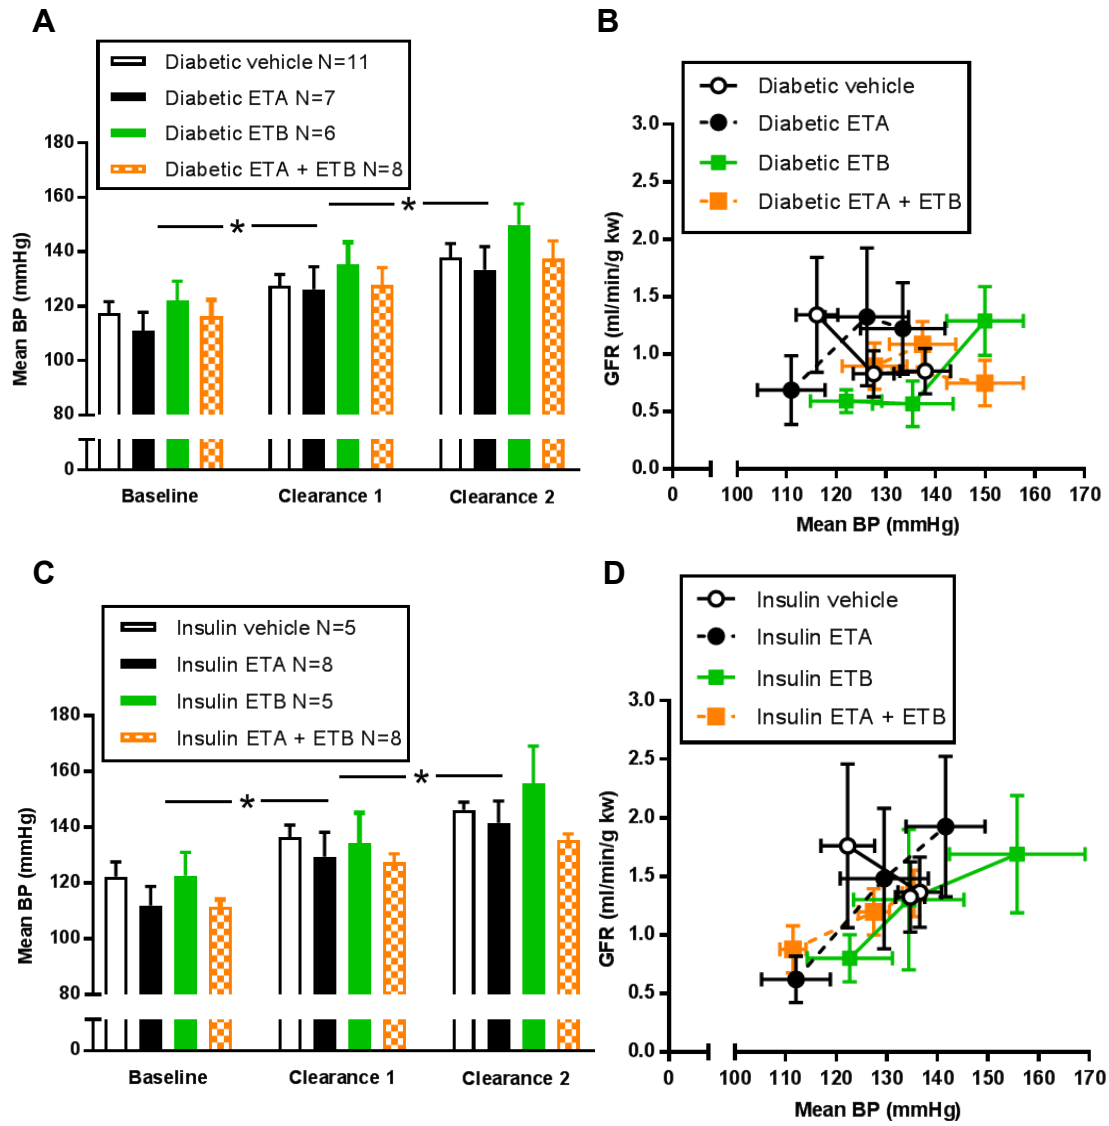 A
Diabetic vehicle N=11
Diabetic ETA N=7
Diabetic ETB N=6
Diabetic ETA + ETB N=8
Mean BP (mmHg)
180
160
140
120
100
80
0
*
*
Baseline
Clearance 1
Clearance 2
B
Diabetic vehicle
Diabetic ETA
Diabetic ETB
Diabetic ETA + ETB
GFR (ml/min/g kw)
3.0
2.5
2.0
1.5
1.0
0.5
0.0
0
100
110
120
130
140
150
160
170
Mean BP (mmHg)
C
Insulin vehicle N=5
Insulin ETA N=8
Insulin ETB N=5
Insulin ETA + ETB N=8
Mean BP (mmHg)
180
160
140
120
100
80
0
*
*
Baseline
Clearance 1
Clearance 2
D
Insulin vehicle
Insulin ETA
Insulin ETB
Insulin ETA + ETB
GFR (ml/min/g kw)
3.0
2.5
2.0
1.5
1.0
0.5
0.0
0
100
110
120
130
140
150
160
170
Mean BP (mmHg)